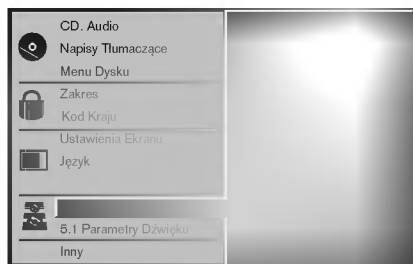 CD. Audio
Napisy Tłumaczące
Menu Dysku
Zakres
Kod Kraju
Ustawienia Ekranu
Język
5.1 Parametry Dźwięku
Inny